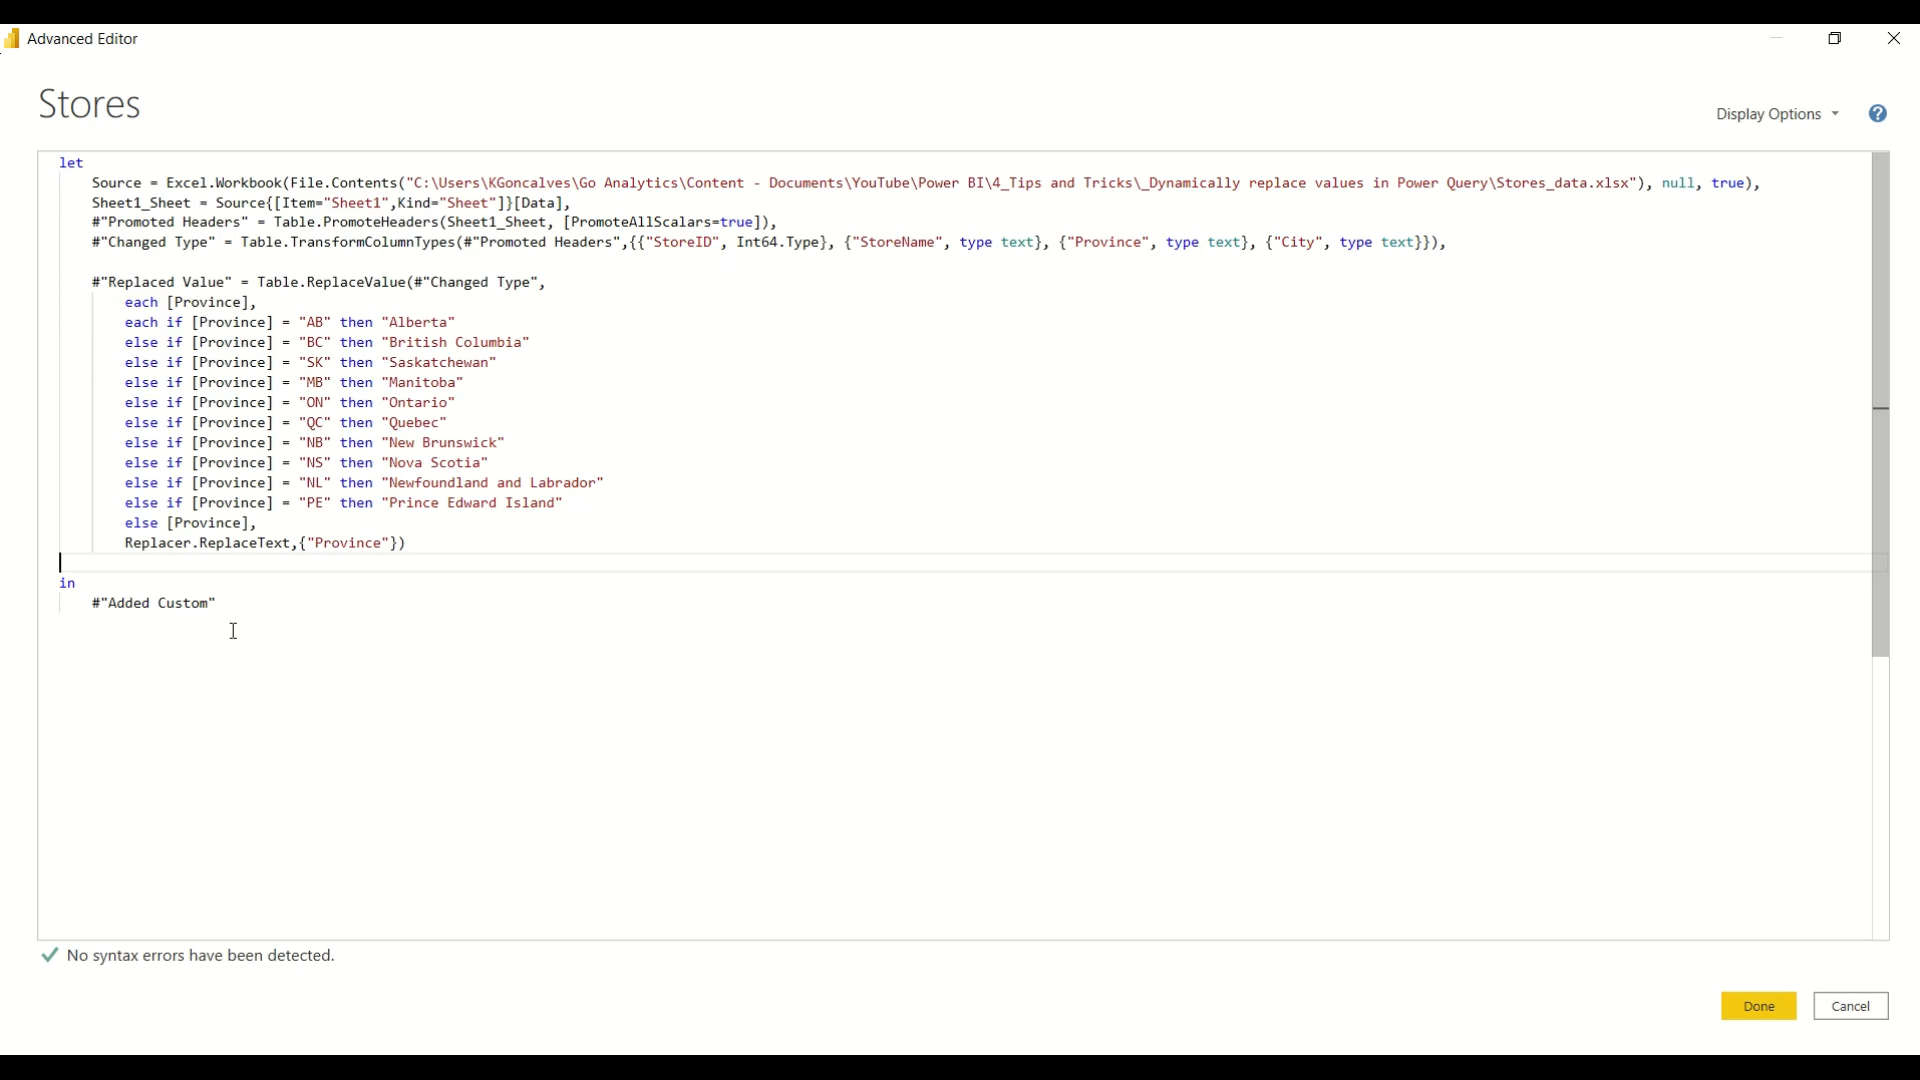 Advanced Editor
Stores
Display Options
?
let
Source = Excel.Workbook(File.Contents("C:\Users\KGoncalves\Go Analytics\Content - Documents\YouTube\Power BI\4_Tips and Tricks\_Dynamically replace values in Power Query\Stores_data.xlsx"), null, true),
Sheet1_Sheet = Source{[Item="Sheet1",Kind="Sheet"]}[Data],
#"Promoted Headers" = Table.PromoteHeaders(Sheet1_Sheet, [PromoteAllScalars=true]),
#"Changed Type" = Table.TransformColumnTypes(#"Promoted Headers",{{"StoreID", Int64.Type}, {"StoreName", type text}, {"Province", type text}, {"City", type text}}),
#"Replaced Value" = Table.ReplaceValue(#"Changed Type",
each [Province],
each if [Province] = "AB" then "Alberta"
else if [Province] = "BC" then "British Columbia"
else if [Province] = "SK" then "Saskatchewan"
else if [Province] = "MB" then "Manitoba"
else if [Province] = "ON" then "Ontario"
else if [Province] = "QC" then "Quebec"
else if [Province] = "NB" then "New Brunswick"
else if [Province] = "NS" then "Nova Scotia"
else if [Province] = "NL" then "Newfoundland and Labrador"
else if [Province] = "PE" then "Prince Edward Island"
else [Province],
Replacer.ReplaceText,{"Province"})
in
#"Added Custom"
No syntax errors have been detected.
Done
Cancel